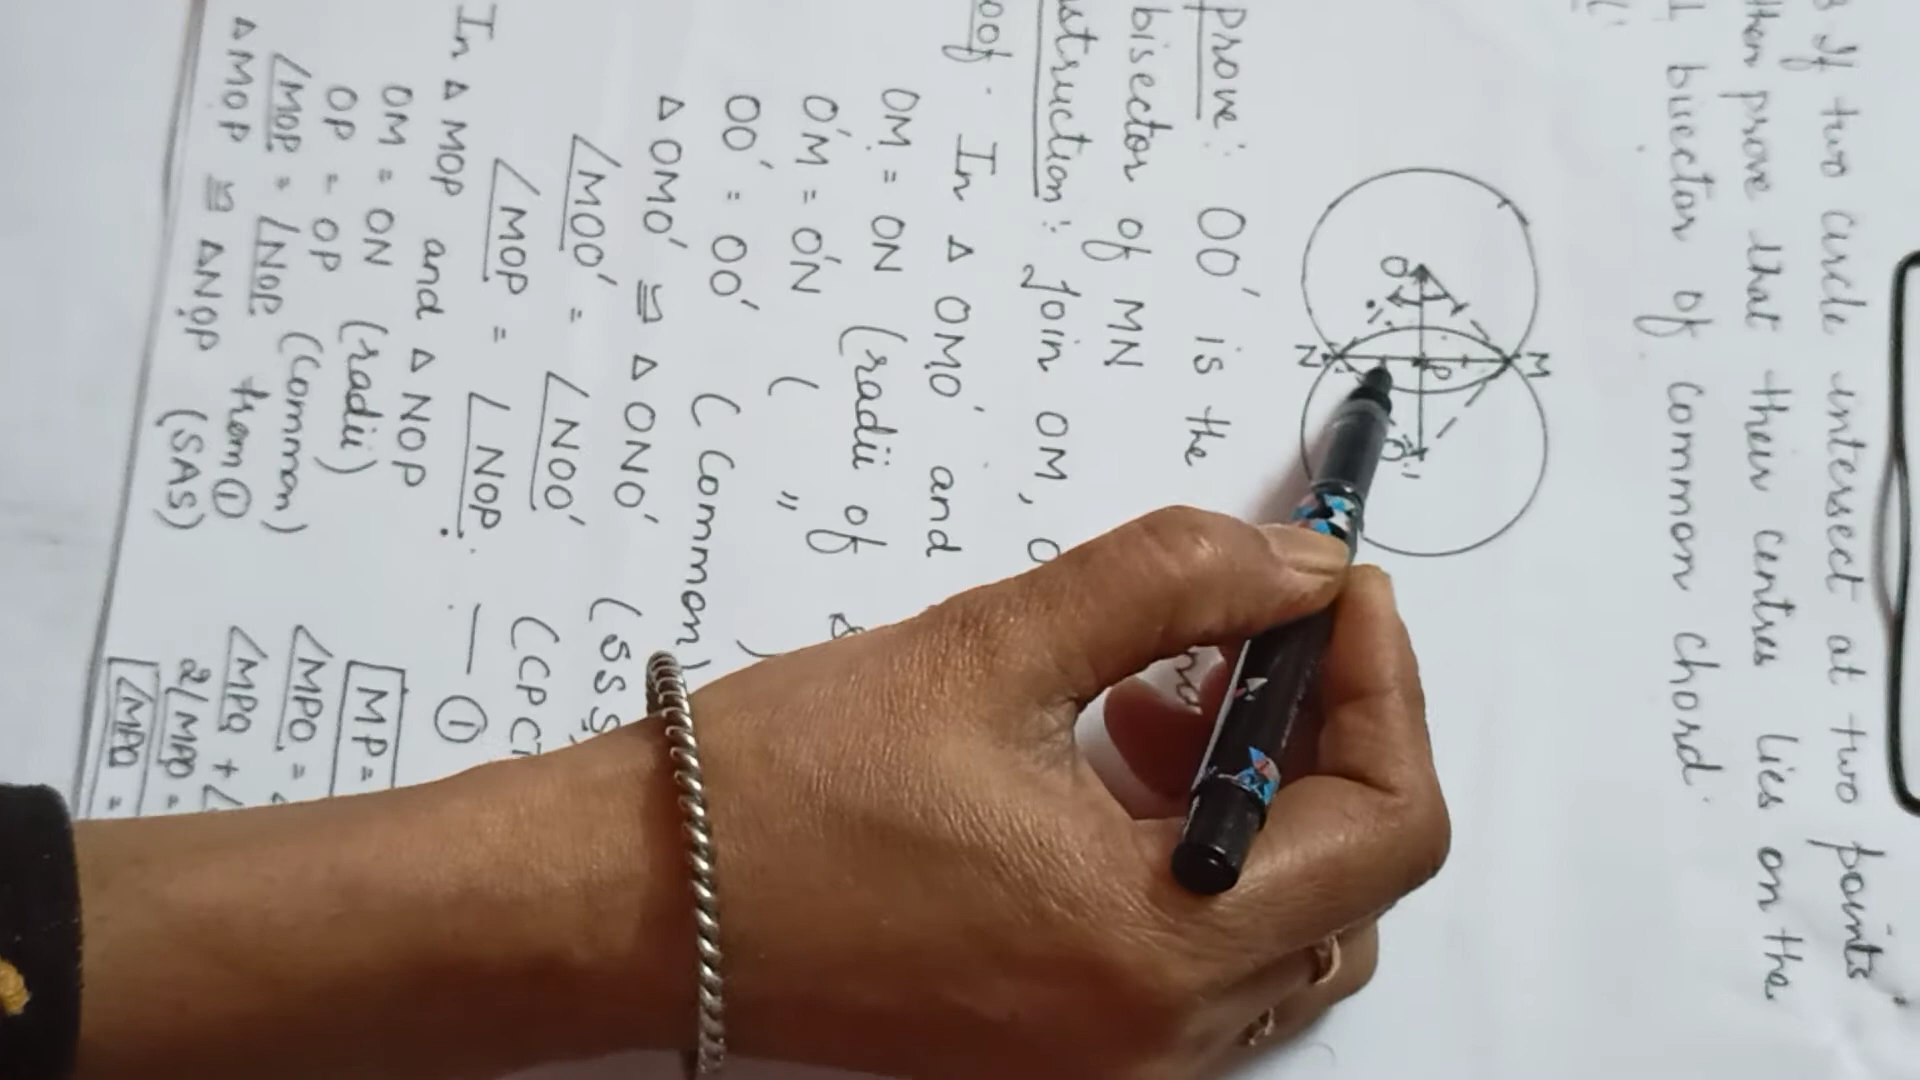 If two circle intersect at two points
then prove that their centres lies on the
bisector of common chord.
prove: OO' is the
bisector of MN
struction: Join OM,
oof. In △ OMO' and
OM = ON (radii of
O'M = O'N ( " )
OO' = OO' (Common)
△ OMO' ≅ △ ONO' (SSS
∠MOO' = ∠NOO' (CPCT
∠MOP = ∠NOP. — ①
In △ MOP and △ NOP
OM = ON (radii)
OP = OP (Common)
∠MOP = ∠NOP from ①
△ MOP ≅ △ NOP (SAS)
MP =
∠MPO =
∠MPO + ∠
2∠MPO =
∠MPO =
O
M
N
P
O'